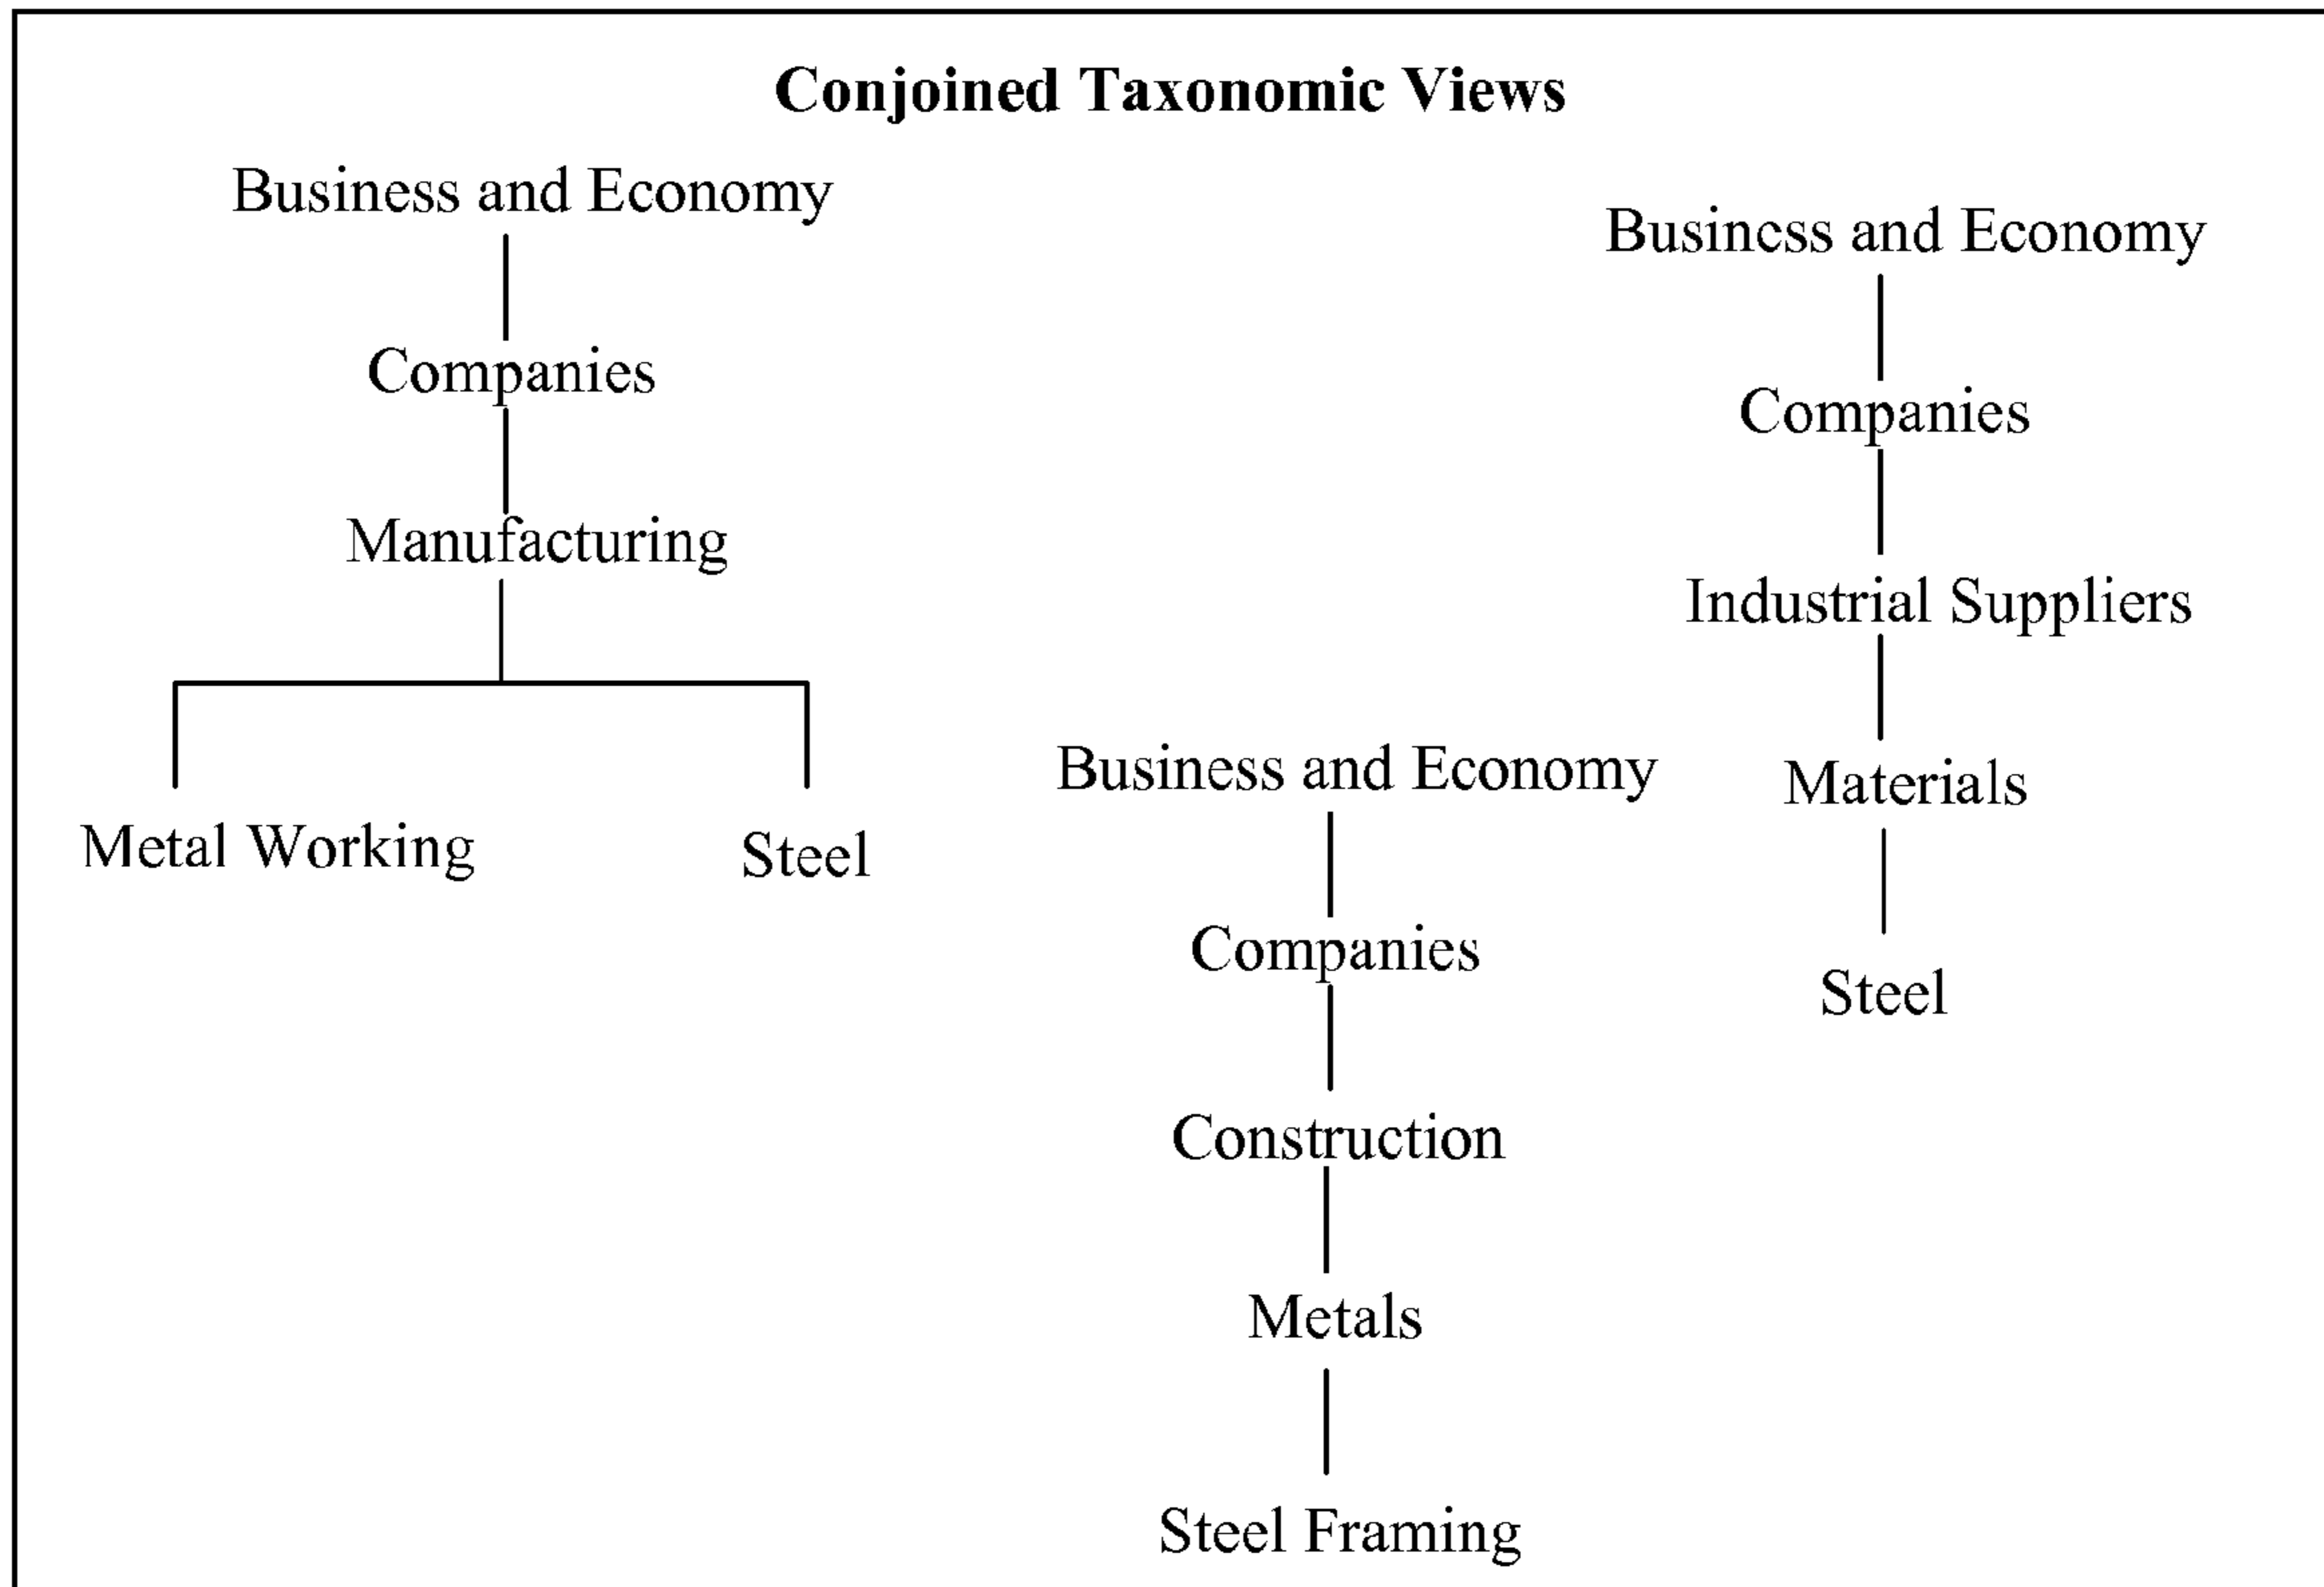 Conjoined Taxonomic Views
Business and Economy
Companies
Manufacturing
Metal Working
Steel
Business and Economy
Companies
Construction
Metals
Steel Framing
Business and Economy
Companies
Industrial Suppliers
Materials
Steel